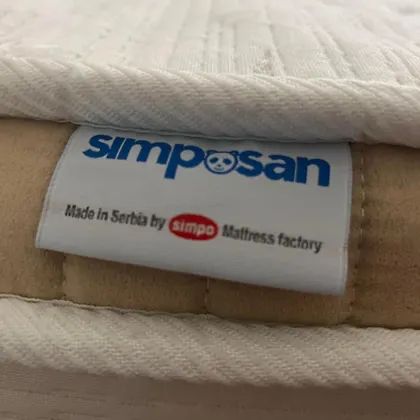 simposan
Made in Serbia by simpo Mattress factory